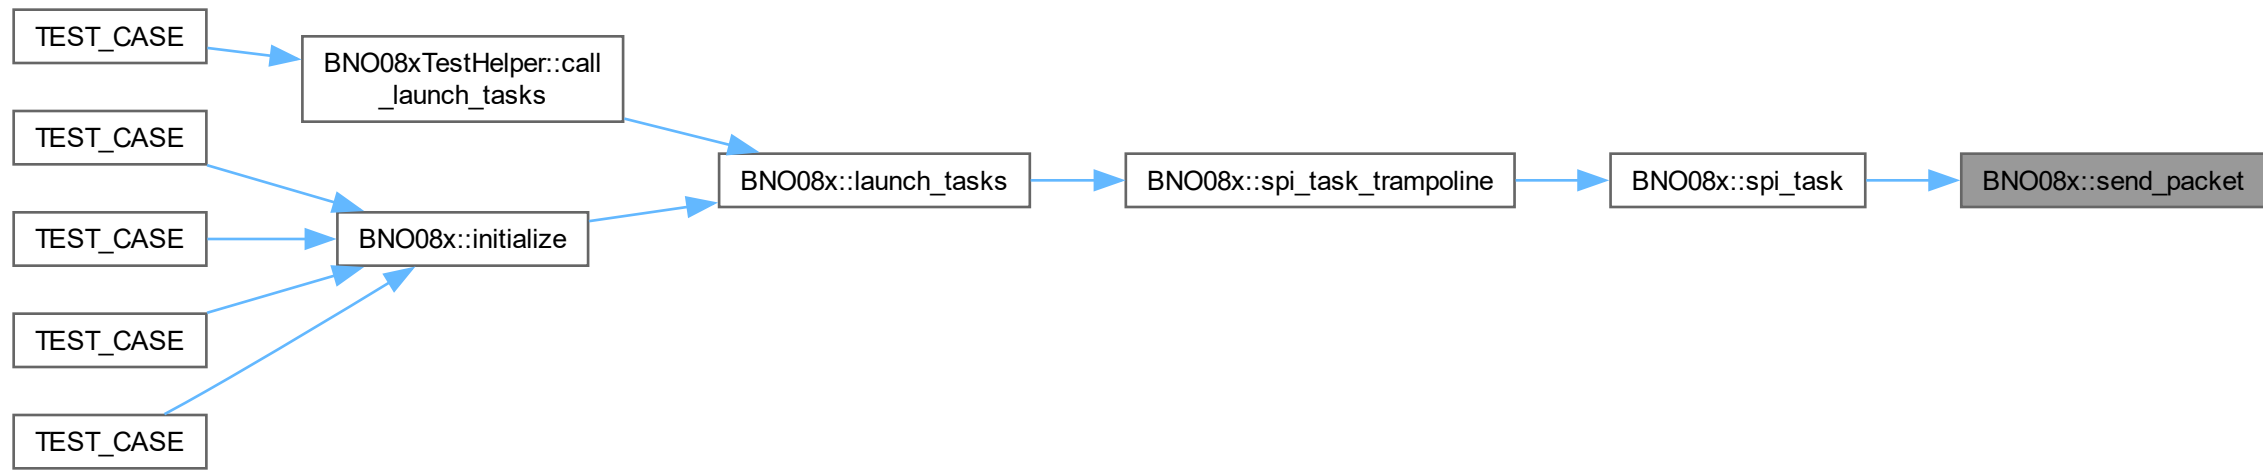 TEST_CASE
BNO08xTestHelper::call
_launch_tasks
TEST_CASE
BNO08x::launch_tasks
BNO08x::spi_task_trampoline
BNO08x::spi_task
BNO08x::send_packet
TEST_CASE
BNO08x::initialize
TEST_CASE
TEST_CASE